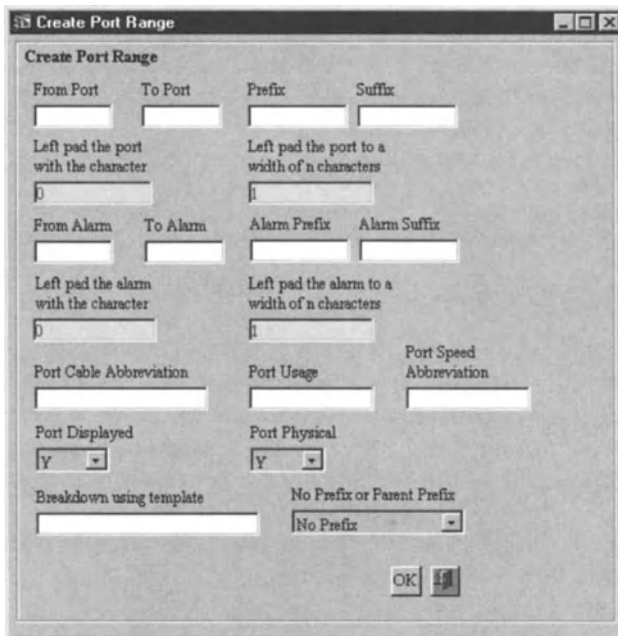 Create Port Range
Create Port Range
From Port To Port Prefix Suffix
Left pad the port with the character
Left pad the port to a width of n characters
0 1
From Alarm To Alarm Alarm Prefix Alarm Suffix
Left pad the alarm with the character
Left pad the alarm to a width of n characters
0 1
Port Cable Abbreviation Port Usage Port Speed Abbreviation
Port Displayed Port Physical
Y Y
Breakdown using template No Prefix or Parent Prefix
No Prefix
OK